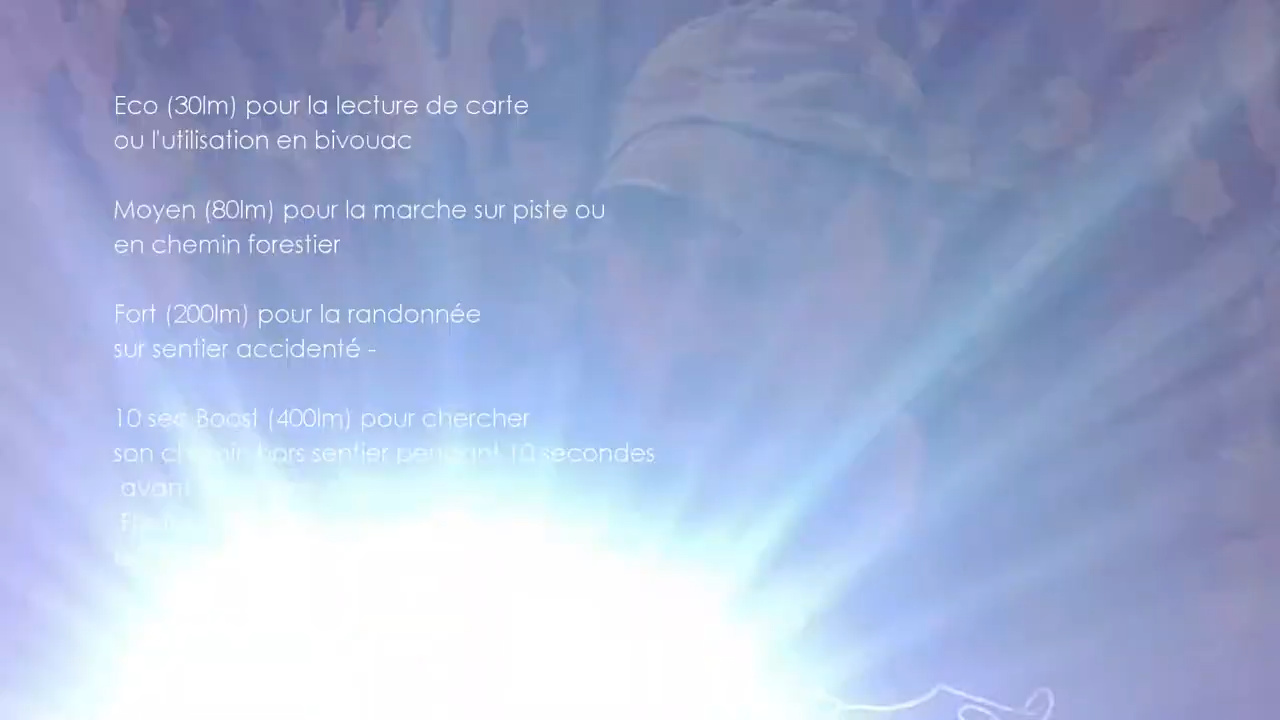 Eco (30lm) pour la lecture de carte
ou l'utilisation en bivouac
Moyen (80lm) pour la marche sur piste ou
en chemin forestier
Fort (200lm) pour la randonnée
sur sentier accidenté -
10 sec Boost (400lm) pour chercher
son chemin hors sentier pendant 10 secondes
avant